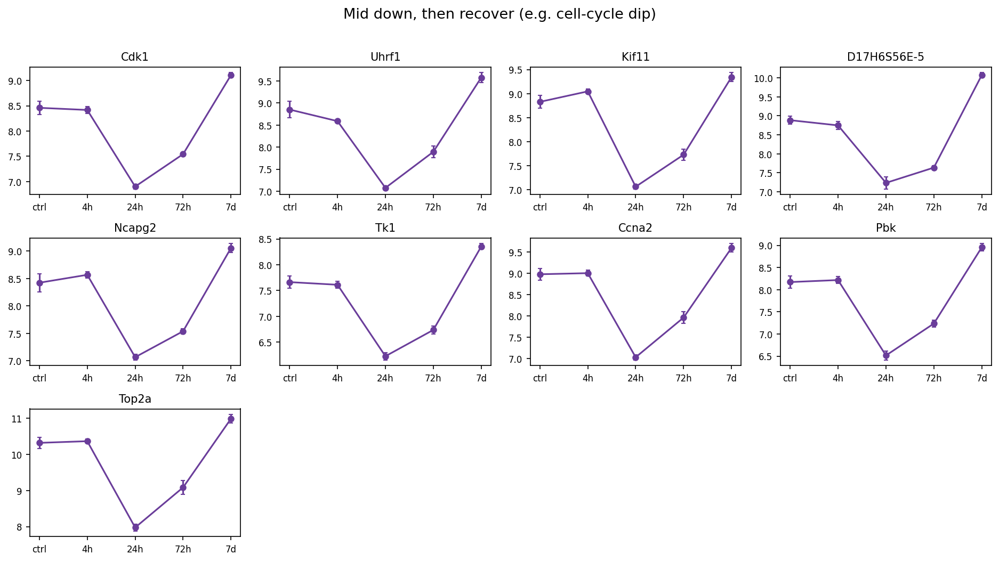 Mid down, then recover (e.g. cell-cycle dip)
Cdk1
9.0
8.5
8.0
7.5
7.0
ctrl 4h 24h 72h 7d
Uhrf1
9.5
9.0
8.5
8.0
7.5
7.0
ctrl 4h 24h 72h 7d
Kif11
9.5
9.0
8.5
8.0
7.5
7.0
ctrl 4h 24h 72h 7d
D17H6S56E-5
10.0
9.5
9.0
8.5
8.0
7.5
7.0
ctrl 4h 24h 72h 7d
Ncapg2
9.0
8.5
8.0
7.5
7.0
ctrl 4h 24h 72h 7d
Tk1
8.5
8.0
7.5
7.0
6.5
ctrl 4h 24h 72h 7d
Ccna2
9.5
9.0
8.5
8.0
7.5
7.0
ctrl 4h 24h 72h 7d
Pbk
9.0
8.5
8.0
7.5
7.0
6.5
ctrl 4h 24h 72h 7d
Top2a
11
10
9
8
ctrl 4h 24h 72h 7d